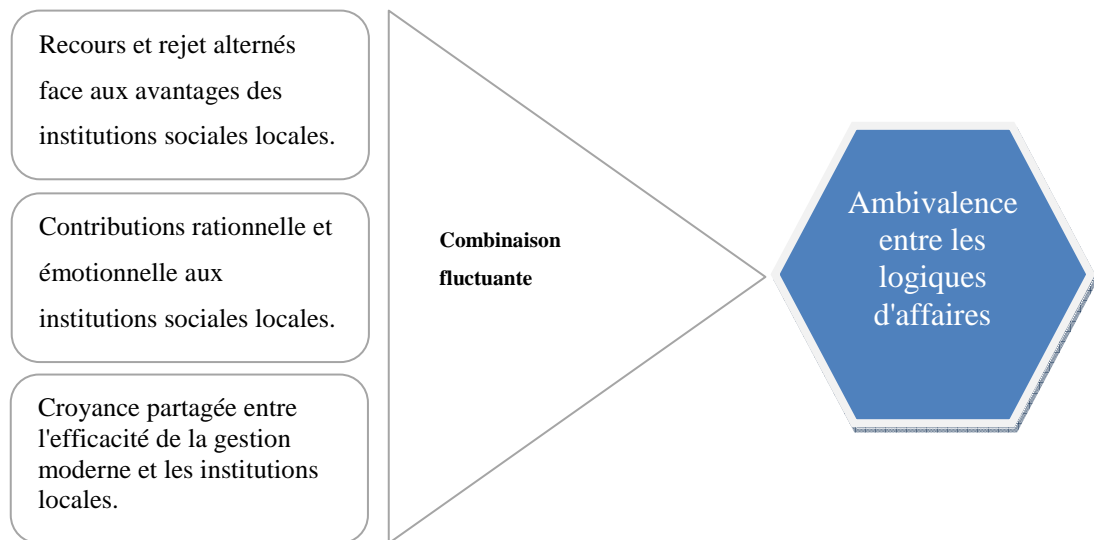 Recours et rejet alternés
face aux avantages des
institutions sociales locales.
Contributions rationnelle et
émotionnelle aux
institutions sociales locales.
Croyance partagée entre
l'efficacité de la gestion
moderne et les institutions
locales.
Combinaison
fluctuante
Ambivalence
entre les
logiques
d'affaires